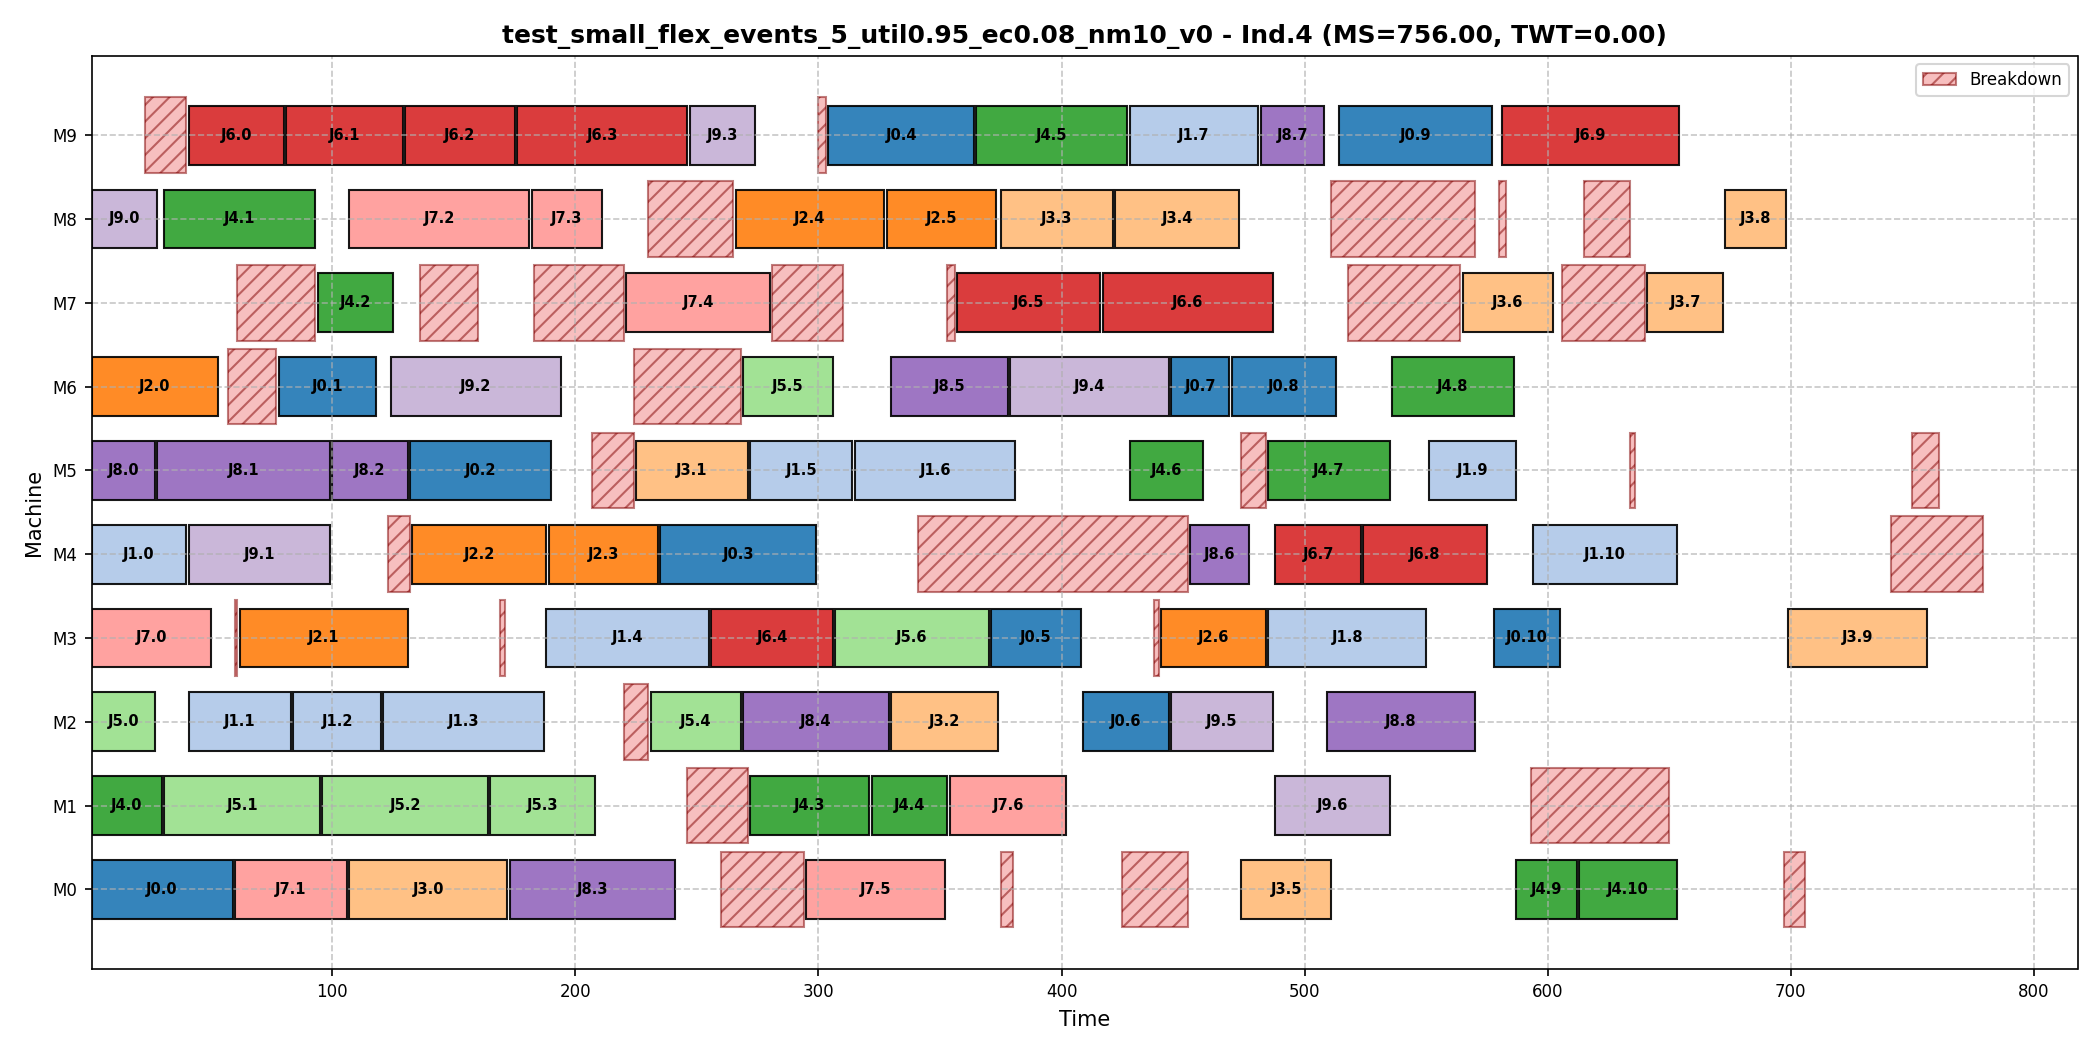 test_small_flex_events_5_util0.95_ec0.08_nm10_v0 - Ind.4 (MS=756.00, TWT=0.00)
Breakdown
M9 J6.0 J6.1 J6.2 J6.3 J9.3 J0.4 J4.5 J1.7 J8.7 J0.9 J6.9
M8 J9.0 J4.1 J7.2 J7.3 J2.4 J2.5 J3.3 J3.4 J3.8
M7 J4.2 J7.4 J6.5 J6.6 J3.6 J3.7
M6 J2.0 J0.1 J9.2 J5.5 J8.5 J9.4 J0.7 J0.8 J4.8
M5 J8.0 J8.1 J8.2 J0.2 J3.1 J1.5 J1.6 J4.6 J4.7 J1.9
M4 J1.0 J9.1 J2.2 J2.3 J0.3 J8.6 J6.7 J6.8 J1.10
M3 J7.0 J2.1 J1.4 J6.4 J5.6 J0.5 J2.6 J1.8 J0.10 J3.9
M2 J5.0 J1.1 J1.2 J1.3 J5.4 J8.4 J3.2 J0.6 J9.5 J8.8
M1 J4.0 J5.1 J5.2 J5.3 J4.3 J4.4 J7.6 J9.6
M0 J0.0 J7.1 J3.0 J8.3 J7.5 J3.5 J4.9 J4.10
Machine
100 200 300 400 500 600 700 800
Time